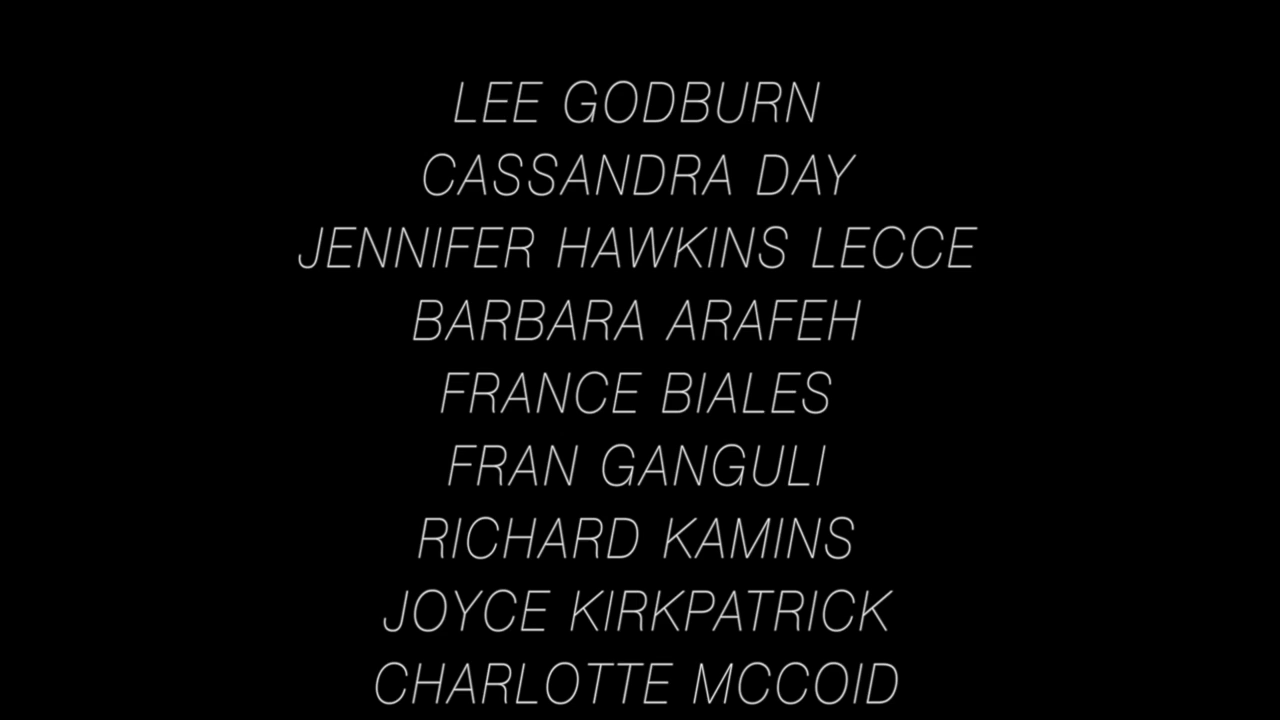 LEE GODBURN
CASSANDRA DAY
JENNIFER HAWKINS LECCE
BARBARA ARAFEH
FRANCE BIALES
FRAN GANGULI
RICHARD KAMINS
JOYCE KIRKPATRICK
CHARLOTTE MCCOID